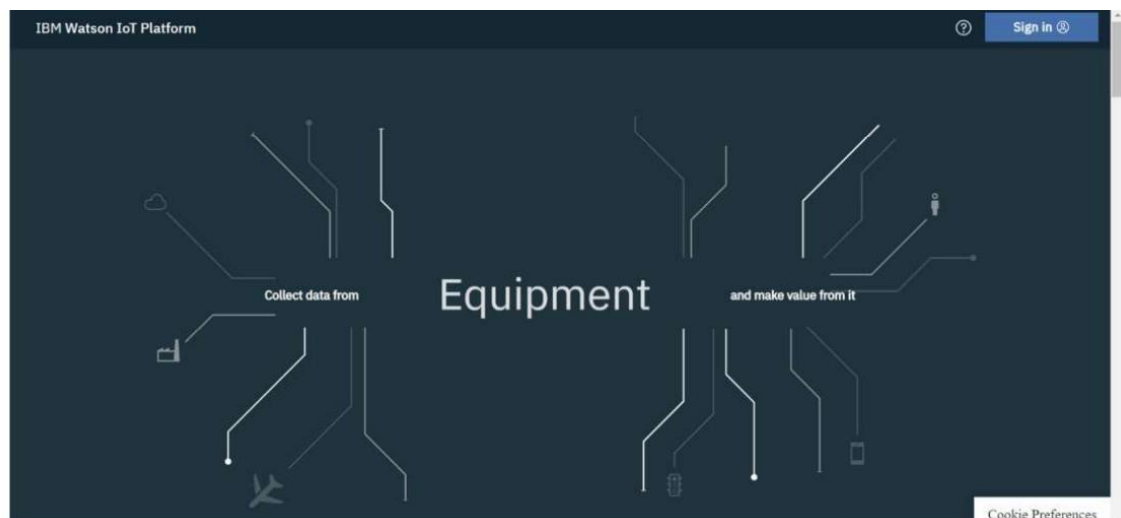 IBM Watson IoT Platform
Sign in
Collect data from Equipment and make value from it
Cookie Preferences